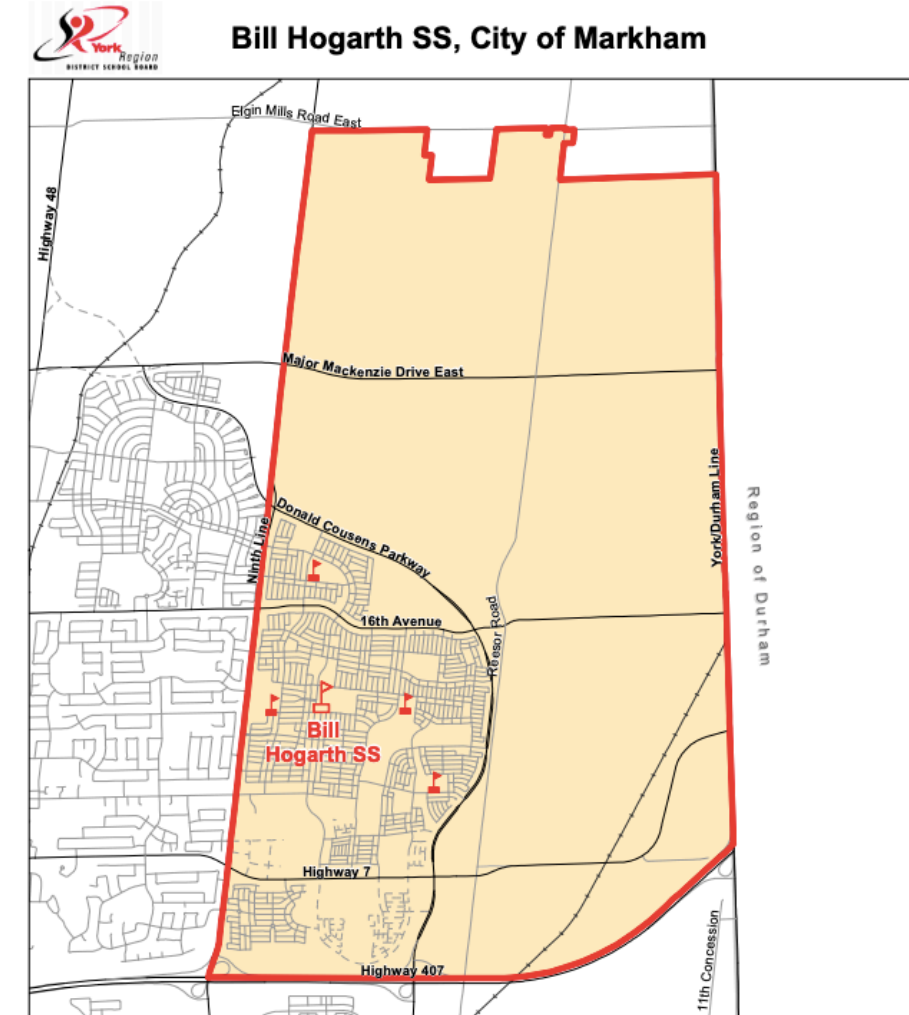 York
Region
DISTRICT SCHOOL BOARD
Bill Hogarth SS, City of Markham
Elgin Mills Road East
Highway 48
Major Mackenzie Drive East
York/Durham Line
Region of Durham
Donald Cousens Parkway
Ninth Line
16th Avenue
Reesor Road
Bill
Hogarth SS
Highway 7
11th Concession
Highway 407